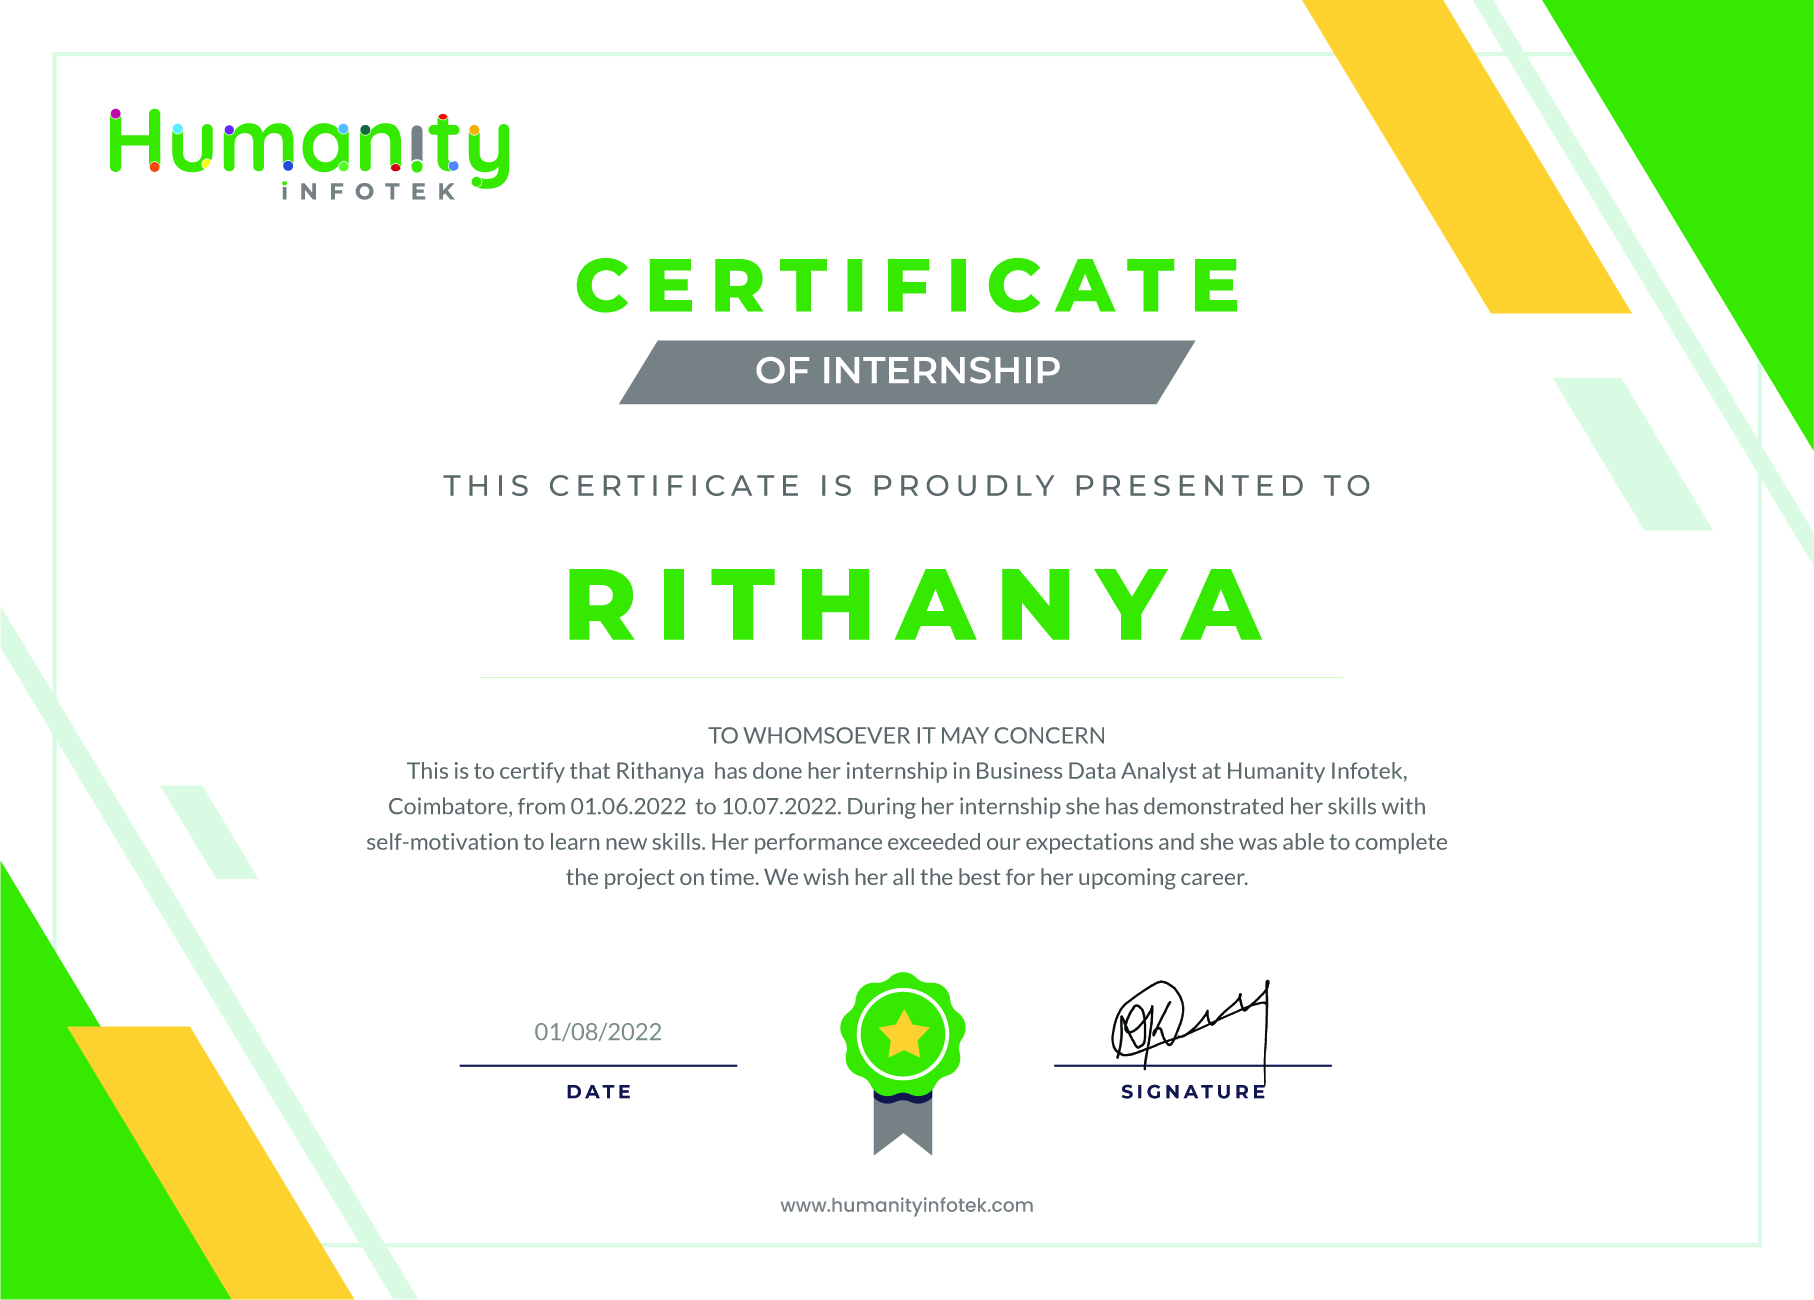 Humanity
iNFOTEK
CERTIFICATE
OF INTERNSHIP
THIS CERTIFICATE IS PROUDLY PRESENTED TO
RITHANYA
TO WHOMSOEVER IT MAY CONCERN
This is to certify that Rithanya  has done her internship in Business Data Analyst at Humanity Infotek,
Coimbatore, from 01.06.2022  to 10.07.2022. During her internship she has demonstrated her skills with
self-motivation to learn new skills. Her performance exceeded our expectations and she was able to complete
the project on time. We wish her all the best for her upcoming career.
01/08/2022
DATE
SIGNATURE
www.humanityinfotek.com